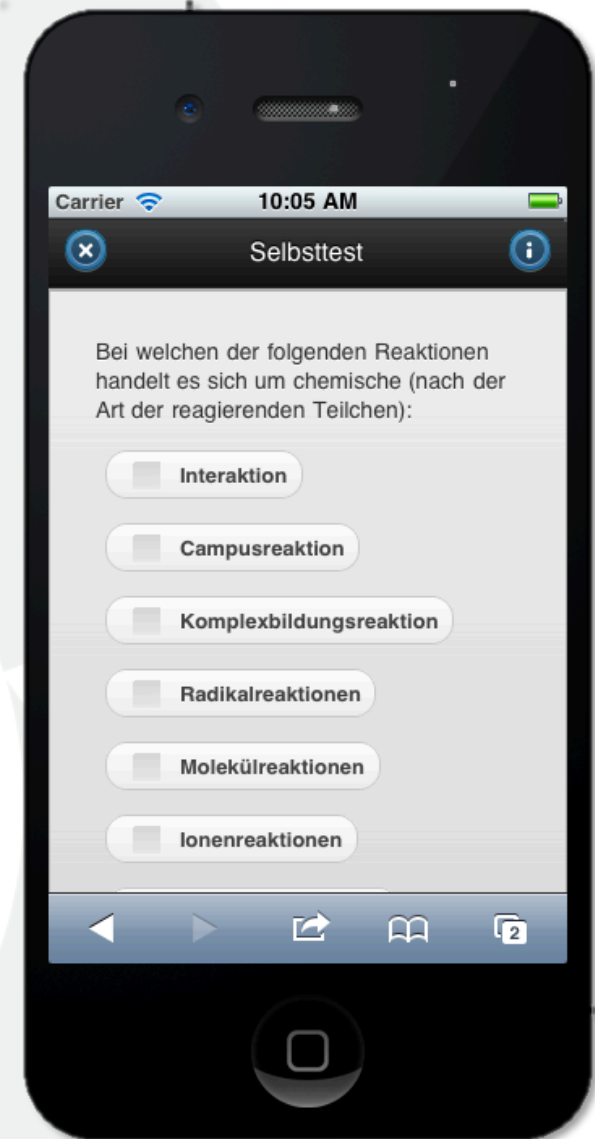 Carrier 10:05 AM
Selbsttest
Bei welchen der folgenden Reaktionen
handelt es sich um chemische (nach der
Art der reagierenden Teilchen):
Interaktion
Campusreaktion
Komplexbildungsreaktion
Radikalreaktionen
Molekülreaktionen
Ionenreaktionen
2